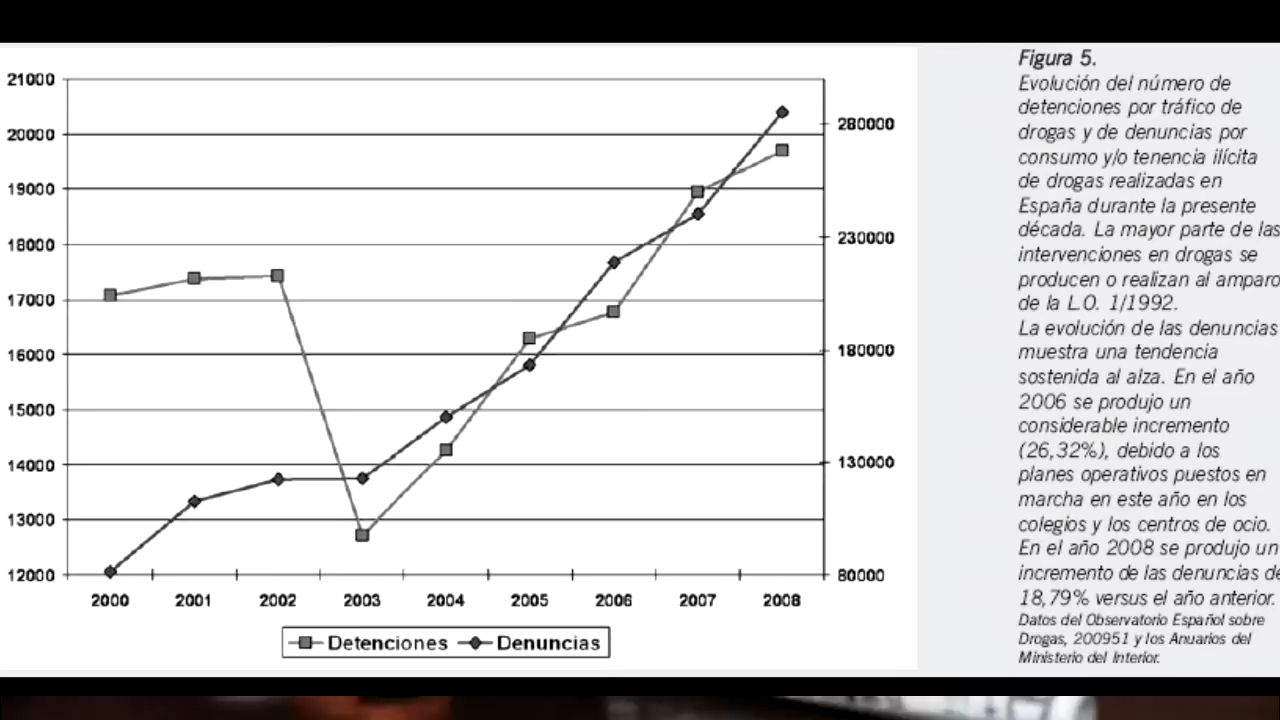 21000
20000
19000
18000
17000
16000
15000
14000
13000
12000
280000
230000
180000
130000
80000
2000 2001 2002 2003 2004 2005 2006 2007 2008
Detenciones Denuncias
Figura 5.
Evolución del número de
detenciones por tráfico de
drogas y de denuncias por
consumo y/o tenencia ilícita
de drogas realizadas en
España durante la presente
década. La mayor parte de las
intervenciones en drogas se
producen o realizan al amparo
de la L.O. 1/1992.
La evolución de las denuncias
muestra una tendencia
sostenida al alza. En el año
2006 se produjo un
considerable incremento
(26,32%), debido a los
planes operativos puestos en
marcha en este año en los
colegios y los centros de ocio.
En el año 2008 se produjo un
incremento de las denuncias de
18,79% versus el año anterior.
Datos del Observatorio Español sobre
Drogas, 200951 y los Anuarios del
Ministerio del Interior.